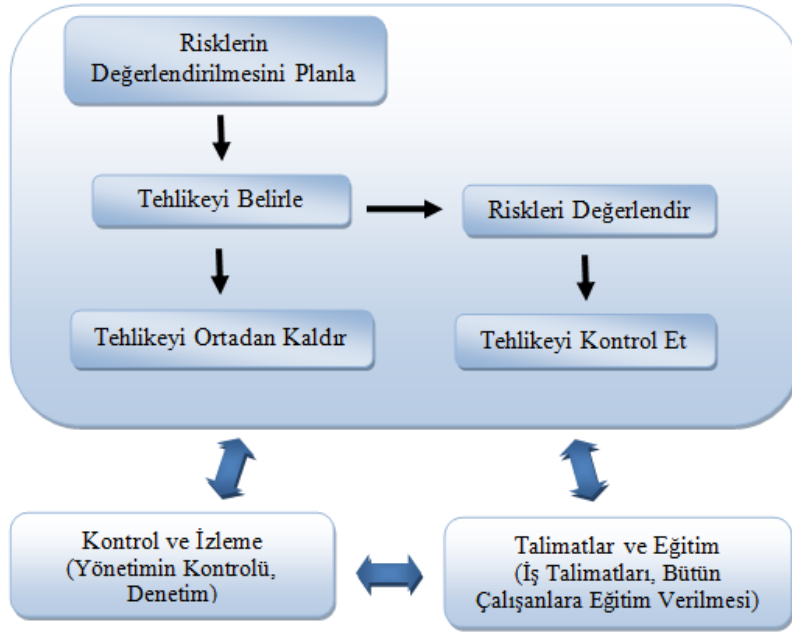 Risklerin
Değerlendirilmesini Planla
Tehlikeyi Belirle
Riskleri Değerlendir
Tehlikeyi Ortadan Kaldır
Tehlikeyi Kontrol Et
Kontrol ve İzleme
(Yönetimin Kontrolü,
Denetim)
Talimatlar ve Eğitim
(İş Talimatları, Bütün
Çalışanlara Eğitim Verilmesi)